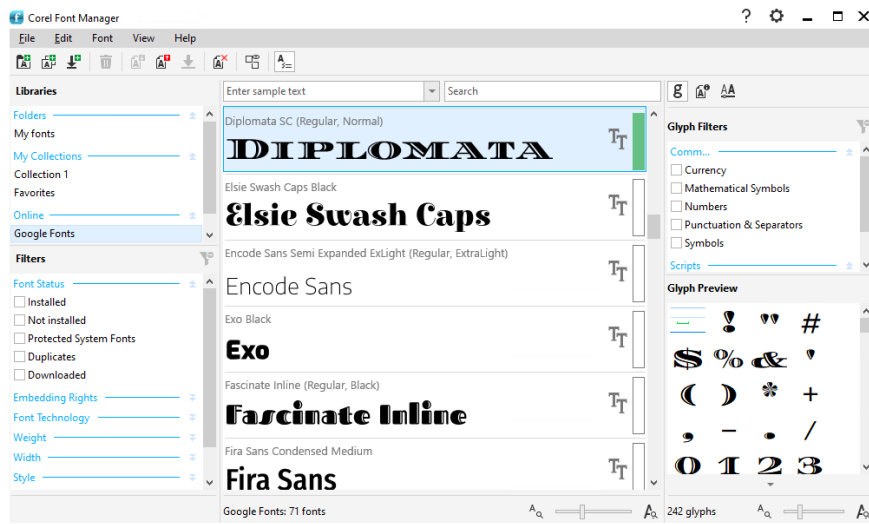 Corel Font Manager
File Edit Font View Help
Libraries
Folders
My fonts
My Collections
Collection 1
Favorites
Online
Google Fonts
Filters
Font Status
Installed
Not installed
Protected System Fonts
Duplicates
Downloaded
Embedding Rights
Font Technology
Weight
Width
Style
Enter sample text
Search
Diplomata SC (Regular, Normal)
DIPLOMATA
Elsie Swash Caps Black
Elsie Swash Caps
Encode Sans Semi Expanded ExLight (Regular, ExtraLight)
Encode Sans
Exo Black
Exo
Fascinate Inline (Regular, Black)
Fascinate Inline
Fira Sans Condensed Medium
Fira Sans
Google Fonts: 71 fonts
Glyph Filters
Comm...
Currency
Mathematical Symbols
Numbers
Punctuation & Separators
Symbols
Scripts
Glyph Preview
! " #
$ % & '
( ) * +
, - . /
0 1 2 3
242 glyphs